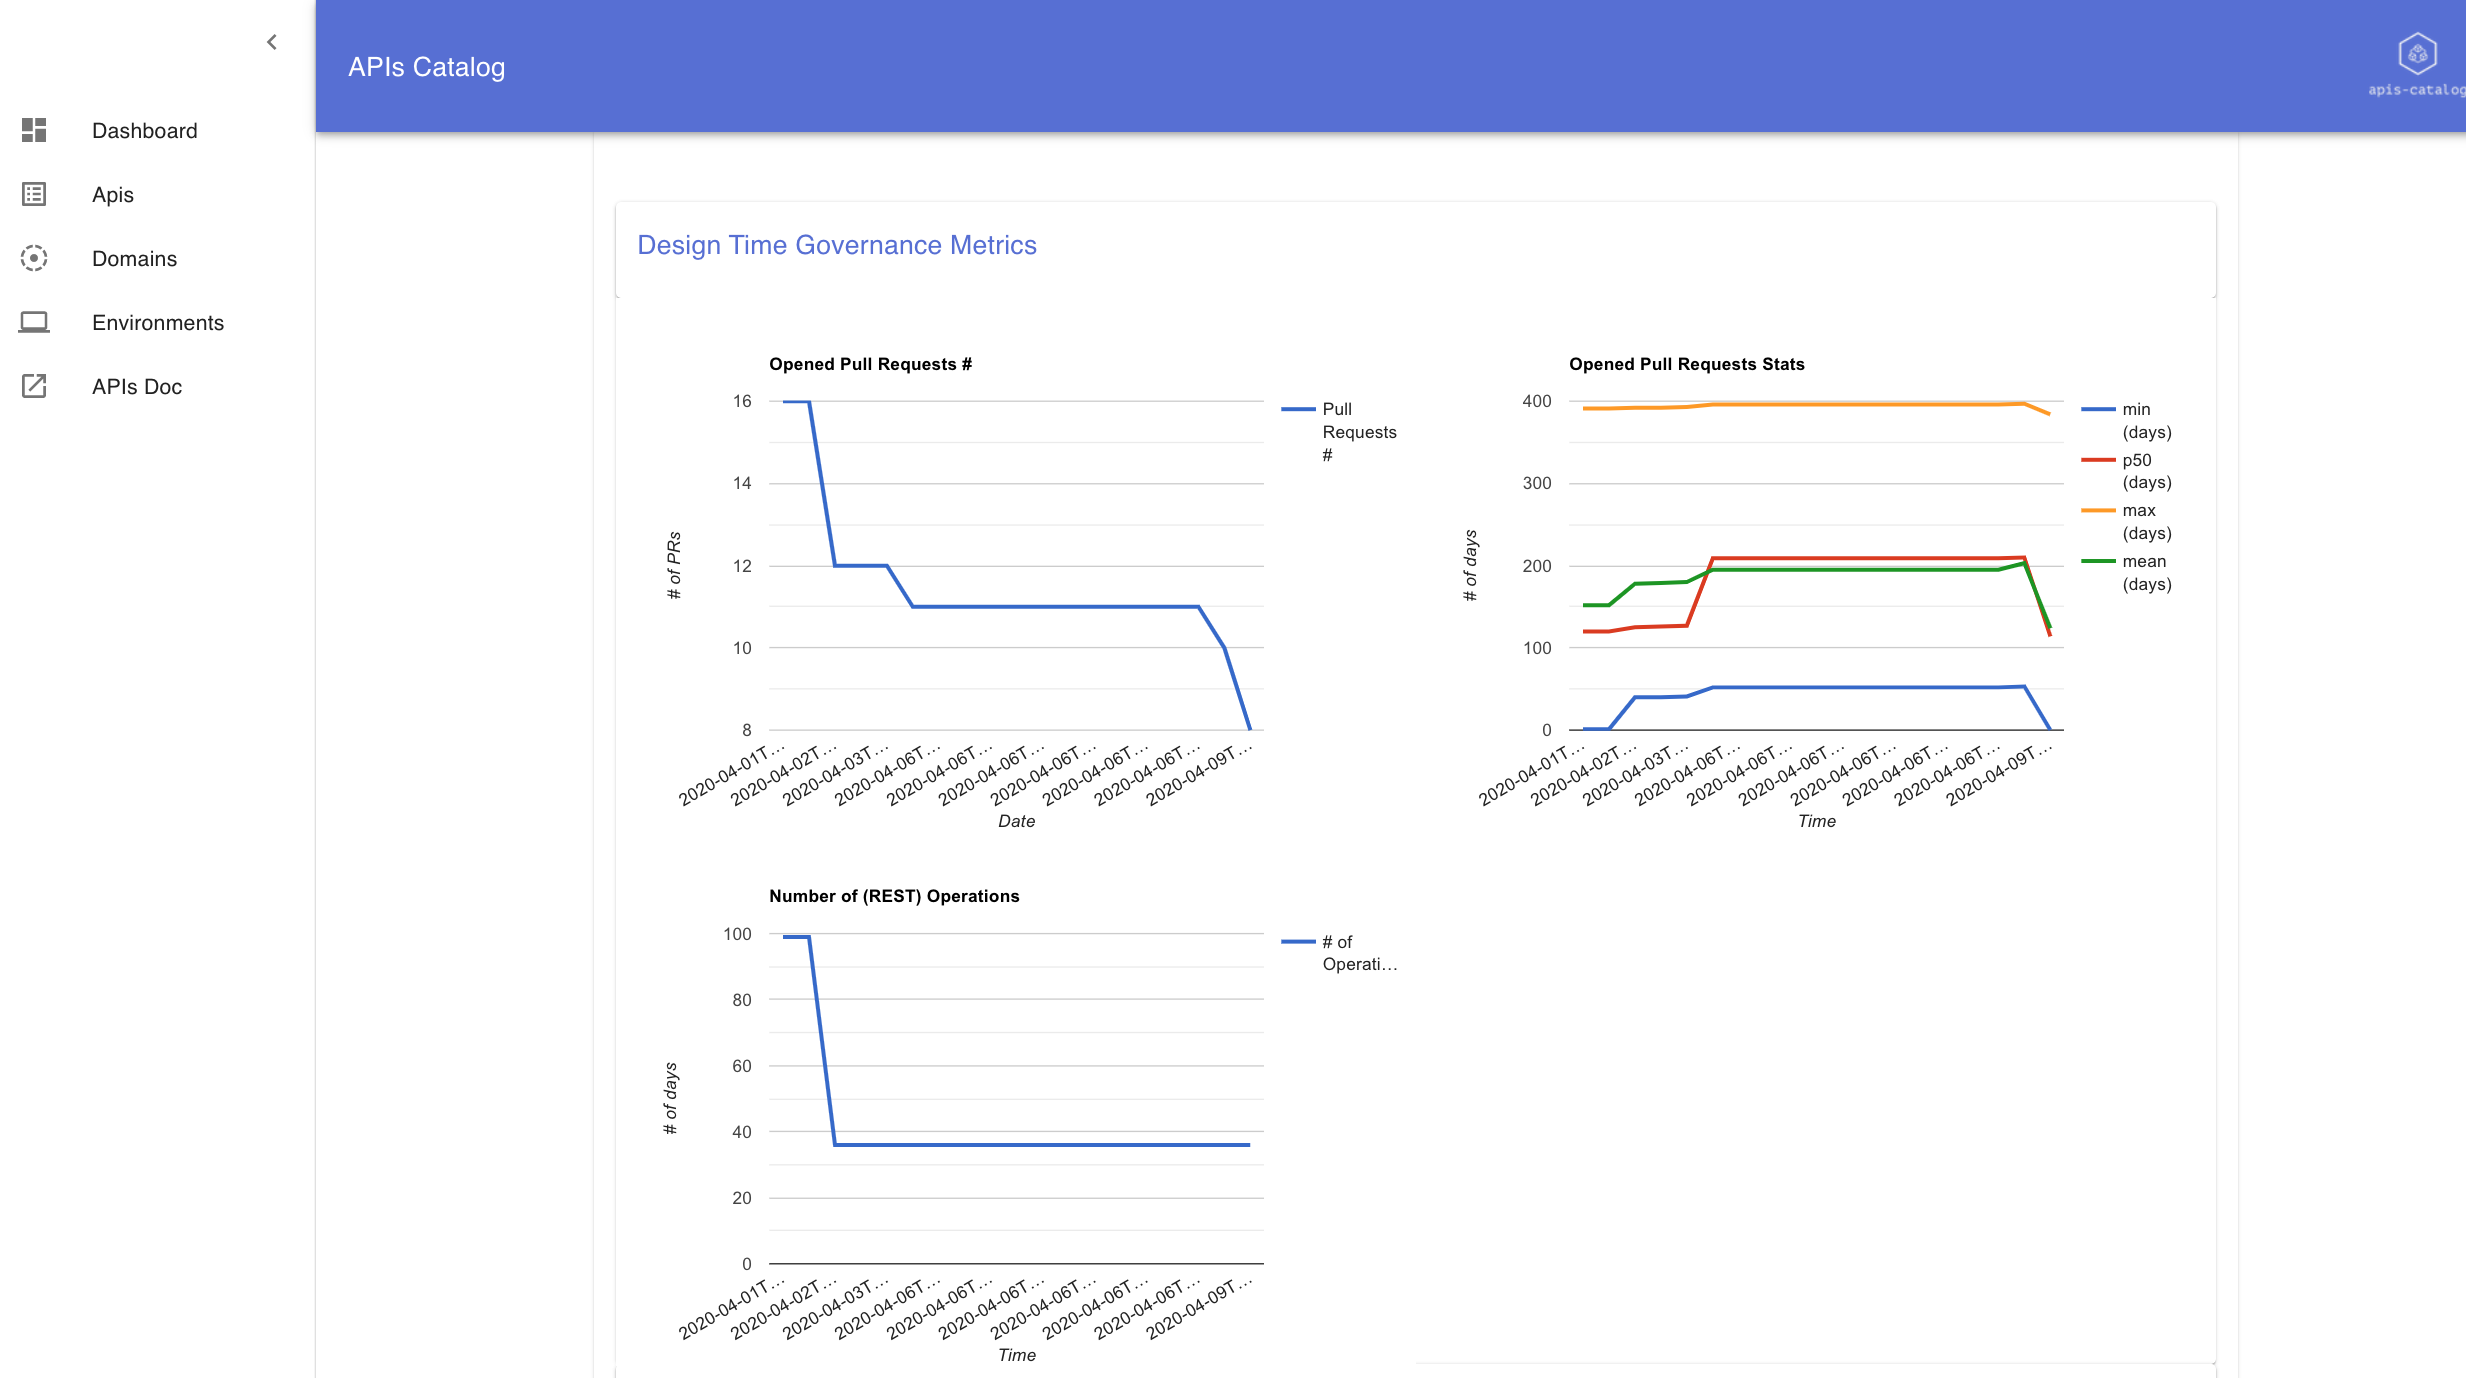 APIs Catalog
apis-catalog
Dashboard
Apis
Domains
Environments
APIs Doc
Design Time Governance Metrics
Opened Pull Requests #
16
14
12
10
8
# of PRs
2020-04-01T…
2020-04-02T…
2020-04-03T…
2020-04-06T…
2020-04-06T…
2020-04-06T…
2020-04-06T…
2020-04-06T…
2020-04-06T…
2020-04-09T…
Date
Pull
Requests
#
Opened Pull Requests Stats
400
300
200
100
0
# of days
2020-04-01T…
2020-04-02T…
2020-04-03T…
2020-04-06T…
2020-04-06T…
2020-04-06T…
2020-04-06T…
2020-04-06T…
2020-04-06T…
2020-04-09T…
Time
min
(days)
p50
(days)
max
(days)
mean
(days)
Number of (REST) Operations
100
80
60
40
20
0
# of days
2020-04-01T…
2020-04-02T…
2020-04-03T…
2020-04-06T…
2020-04-06T…
2020-04-06T…
2020-04-06T…
2020-04-06T…
2020-04-06T…
2020-04-09T…
Time
# of
Operati…